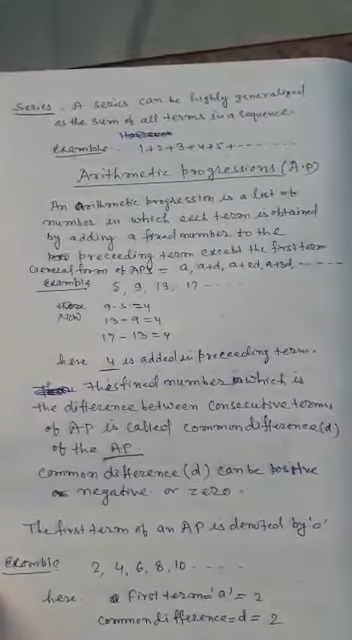 Series. A series can be highly generalized
as the sum of all terms in a sequence.
Example. 1+2+3+4+5+-------
Arithmetic progressions (A.P)
An Arithmetic progression is a list of
number in which each term is obtained
by adding a fixed number to the
preceeding term except the first term
General form of APs = a, a+d, a+2d, a+3d, -----
Example 5, 9, 13, 17 ----
9-5=4
Now 13-9=4
17-13=4
here 4 is added in preceeding term.
this fixed number which is
the difference between consecutive terms
of AP is called common difference(d)
of the AP
common difference(d) can be positive
negative or zero.
The first term of an AP is denoted by 'a'
Example 2, 4, 6, 8, 10 ----
here. first term 'a' = 2
common difference = d = 2